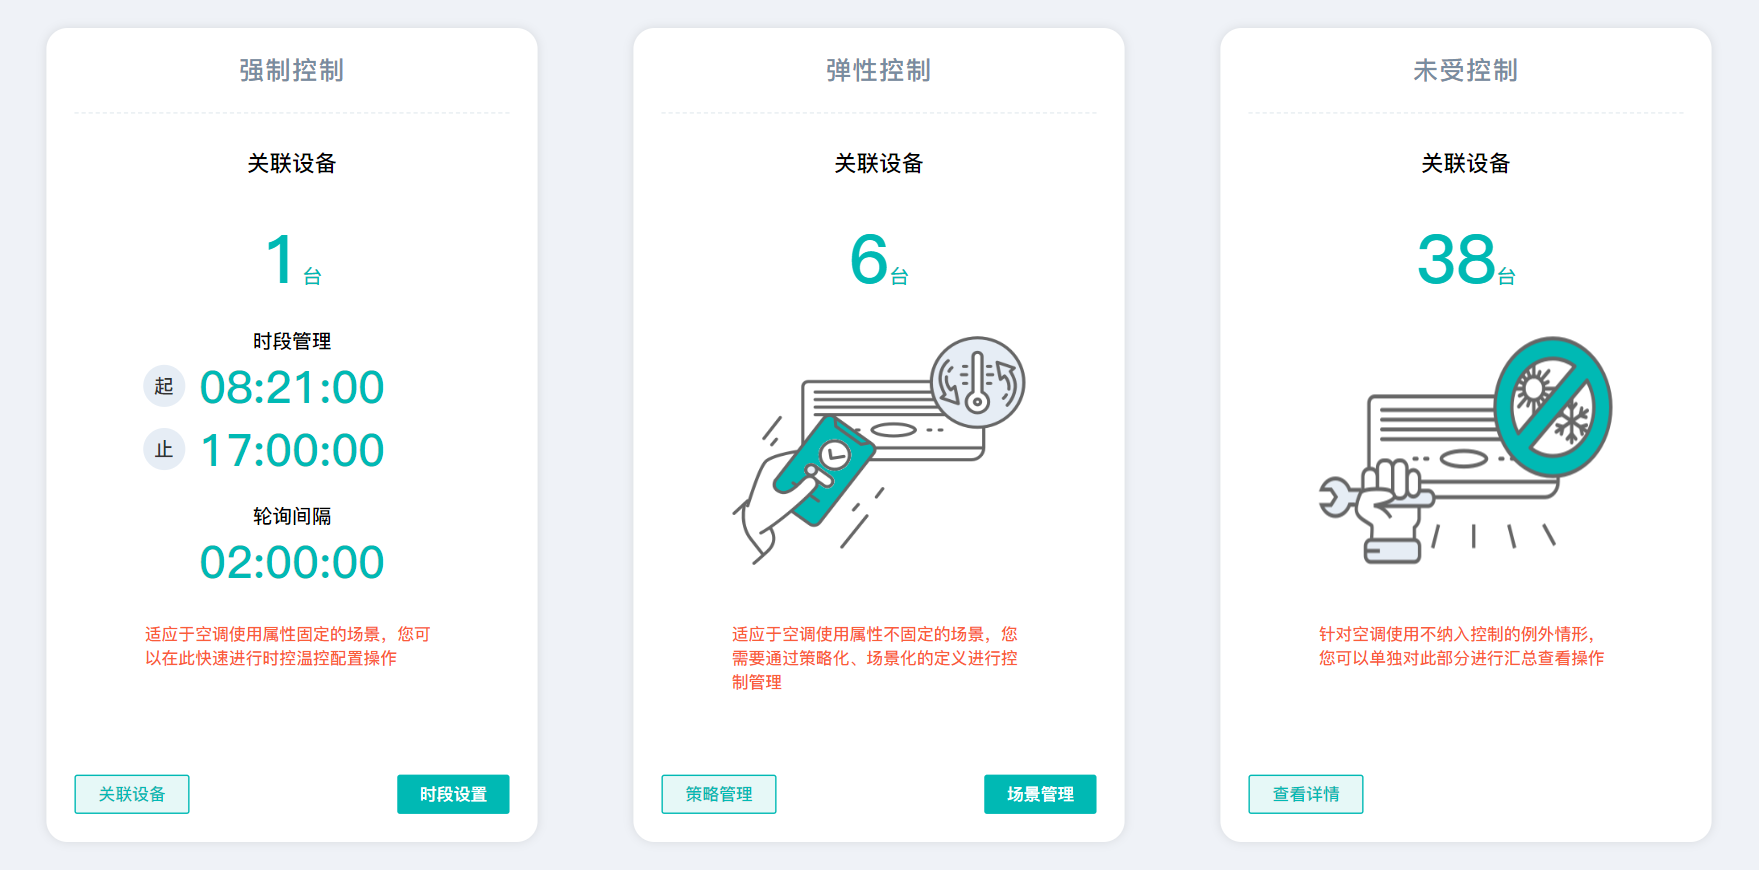 强制控制
关联设备
1 台
时段管理
起 08:21:00
止 17:00:00
轮询间隔
02:00:00
适应于空调使用属性固定的场景，您可
以在此快速进行时控温控配置操作
关联设备
时段设置
弹性控制
关联设备
6台
适应于空调使用属性不固定的场景，您
需要通过策略化、场景化的定义进行控
制管理
策略管理
场景管理
未受控制
关联设备
38台
针对空调使用不纳入控制的例外情形，
您可以单独对此部分进行汇总查看操作
查看详情